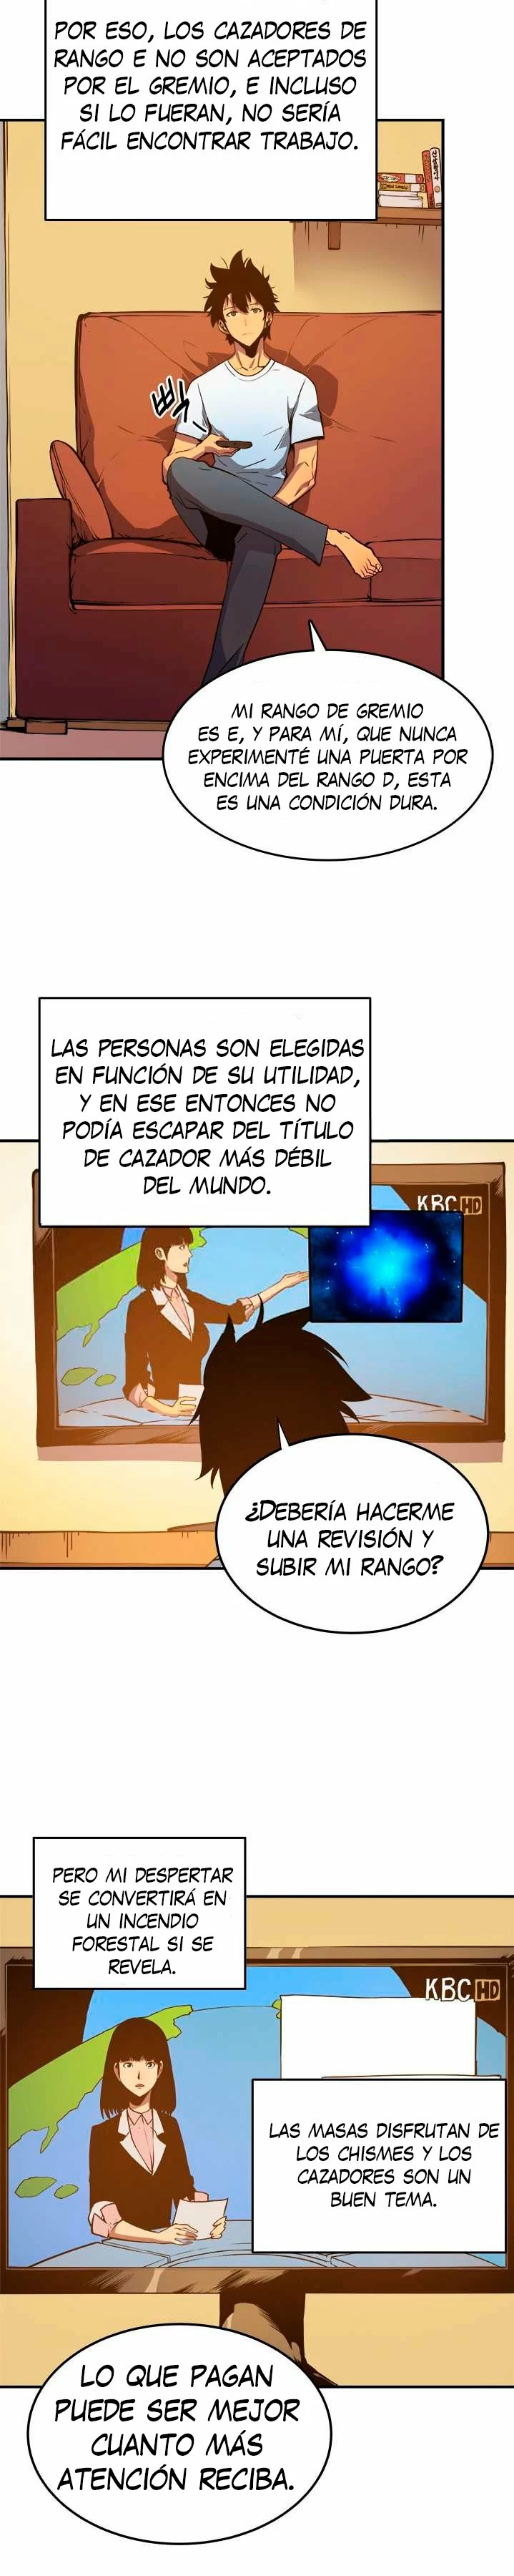 POR ESO, LOS CAZADORES DE
RANGO E NO SON ACEPTADOS
POR EL GREMIO, E INCLUSO
SI LO FUERAN, NO SERÍA
FÁCIL ENCONTRAR TRABAJO.
MI RANGO DE GREMIO
ES E, Y PARA MÍ, QUE NUNCA
EXPERIMENTÉ UNA PUERTA POR
ENCIMA DEL RANGO D, ESTA
ES UNA CONDICIÓN DURA.
LAS PERSONAS SON ELEGIDAS
EN FUNCIÓN DE SU UTILIDAD,
Y EN ESE ENTONCES NO
PODÍA ESCAPAR DEL TÍTULO
DE CAZADOR MÁS DÉBIL
DEL MUNDO.
KBC HD
¿DEBERÍA HACERME
UNA REVISIÓN Y
SUBIR MI RANGO?
PERO MI DESPERTAR
SE CONVERTIRÁ EN
UN INCENDIO
FORESTAL SI SE
REVELA.
KBC HD
LAS MASAS DISFRUTAN DE
LOS CHISMES Y LOS
CAZADORES SON UN
BUEN TEMA.
LO QUE PAGAN
PUEDE SER MEJOR
CUANTO MÁS
ATENCIÓN RECIBA.